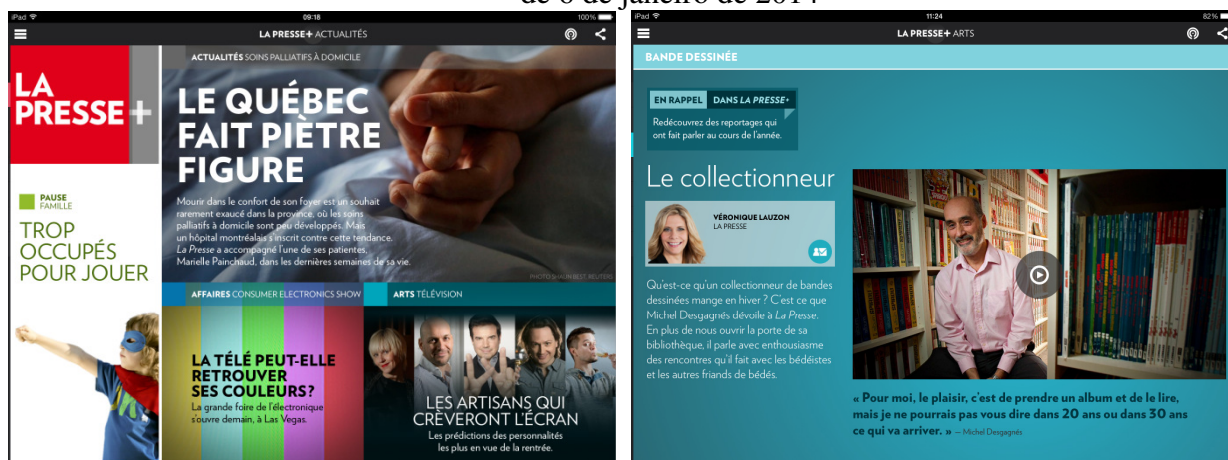 de 6 de janeiro de 2014
iPad
09:18
100%
LA PRESSE+ ACTUALITÉS
LA
PRESSE+
ACTUALITÉS SOINS PALLIATIFS À DOMICILE
LE QUÉBEC
FAIT PIÈTRE
FIGURE
Mourir dans le confort de son foyer est un souhait
rarement exaucé dans la province, où les soins
palliatifs à domicile sont peu développés. Mais
un hôpital montréalais s'inscrit contre cette tendance.
La Presse a accompagné l'une de ses patientes,
Marielle Painchaud, dans les dernières semaines de sa vie.
PHOTO SHAUN BEST, REUTERS
PAUSE
FAMILLE
TROP
OCCUPÉS
POUR JOUER
AFFAIRES CONSUMER ELECTRONICS SHOW
LA TÉLÉ PEUT-ELLE
RETROUVER
SES COULEURS?
La grande foire de l'électronique
s'ouvre demain, à Las Vegas.
ARTS TÉLÉVISION
LES ARTISANS QUI
CRÈVERONT L'ÉCRAN
Les prédictions des personnalités
les plus en vue de la rentrée.
iPad
11:24
82%
LA PRESSE+ ARTS
BANDE DESSINÉE
EN RAPPEL DANS LA PRESSE+
Redécouvrez des reportages qui
ont fait parler au cours de l'année.
Le collectionneur
VÉRONIQUE LAUZON
LA PRESSE
Qu'est-ce qu'un collectionneur de bandes
dessinées mange en hiver ? C'est ce que
Michel Desgagnés dévoile à La Presse.
En plus de nous ouvrir la porte de sa
bibliothèque, il parle avec enthousiasme
des rencontres qu'il fait avec les bédéistes
et les autres friands de bédés.
« Pour moi, le plaisir, c'est de prendre un album et de le lire,
mais je ne pourrais pas vous dire dans 20 ans ou dans 30 ans
ce qui va arriver. » — Michel Desgagnés